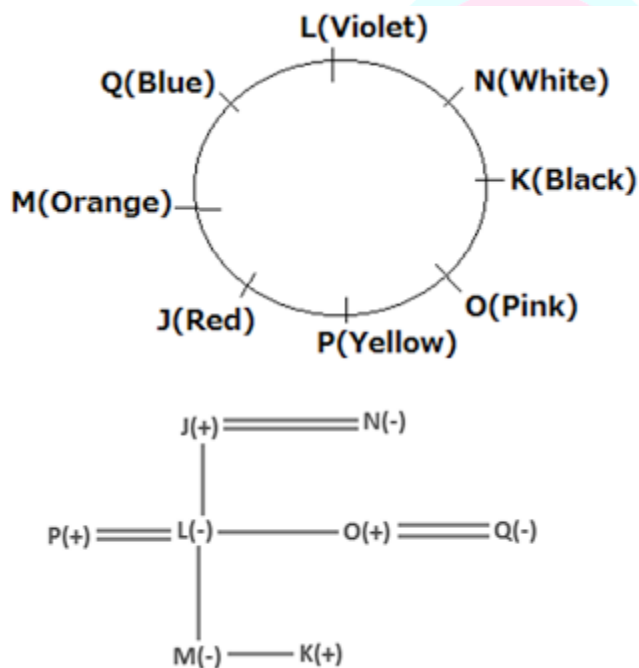 L(Violet)
Q(Blue) N(White)
M(Orange) K(Black)
J(Red) O(Pink)
P(Yellow)
J(+) N(-)
P(+) L(-) O(+) Q(-)
M(-) K(+)